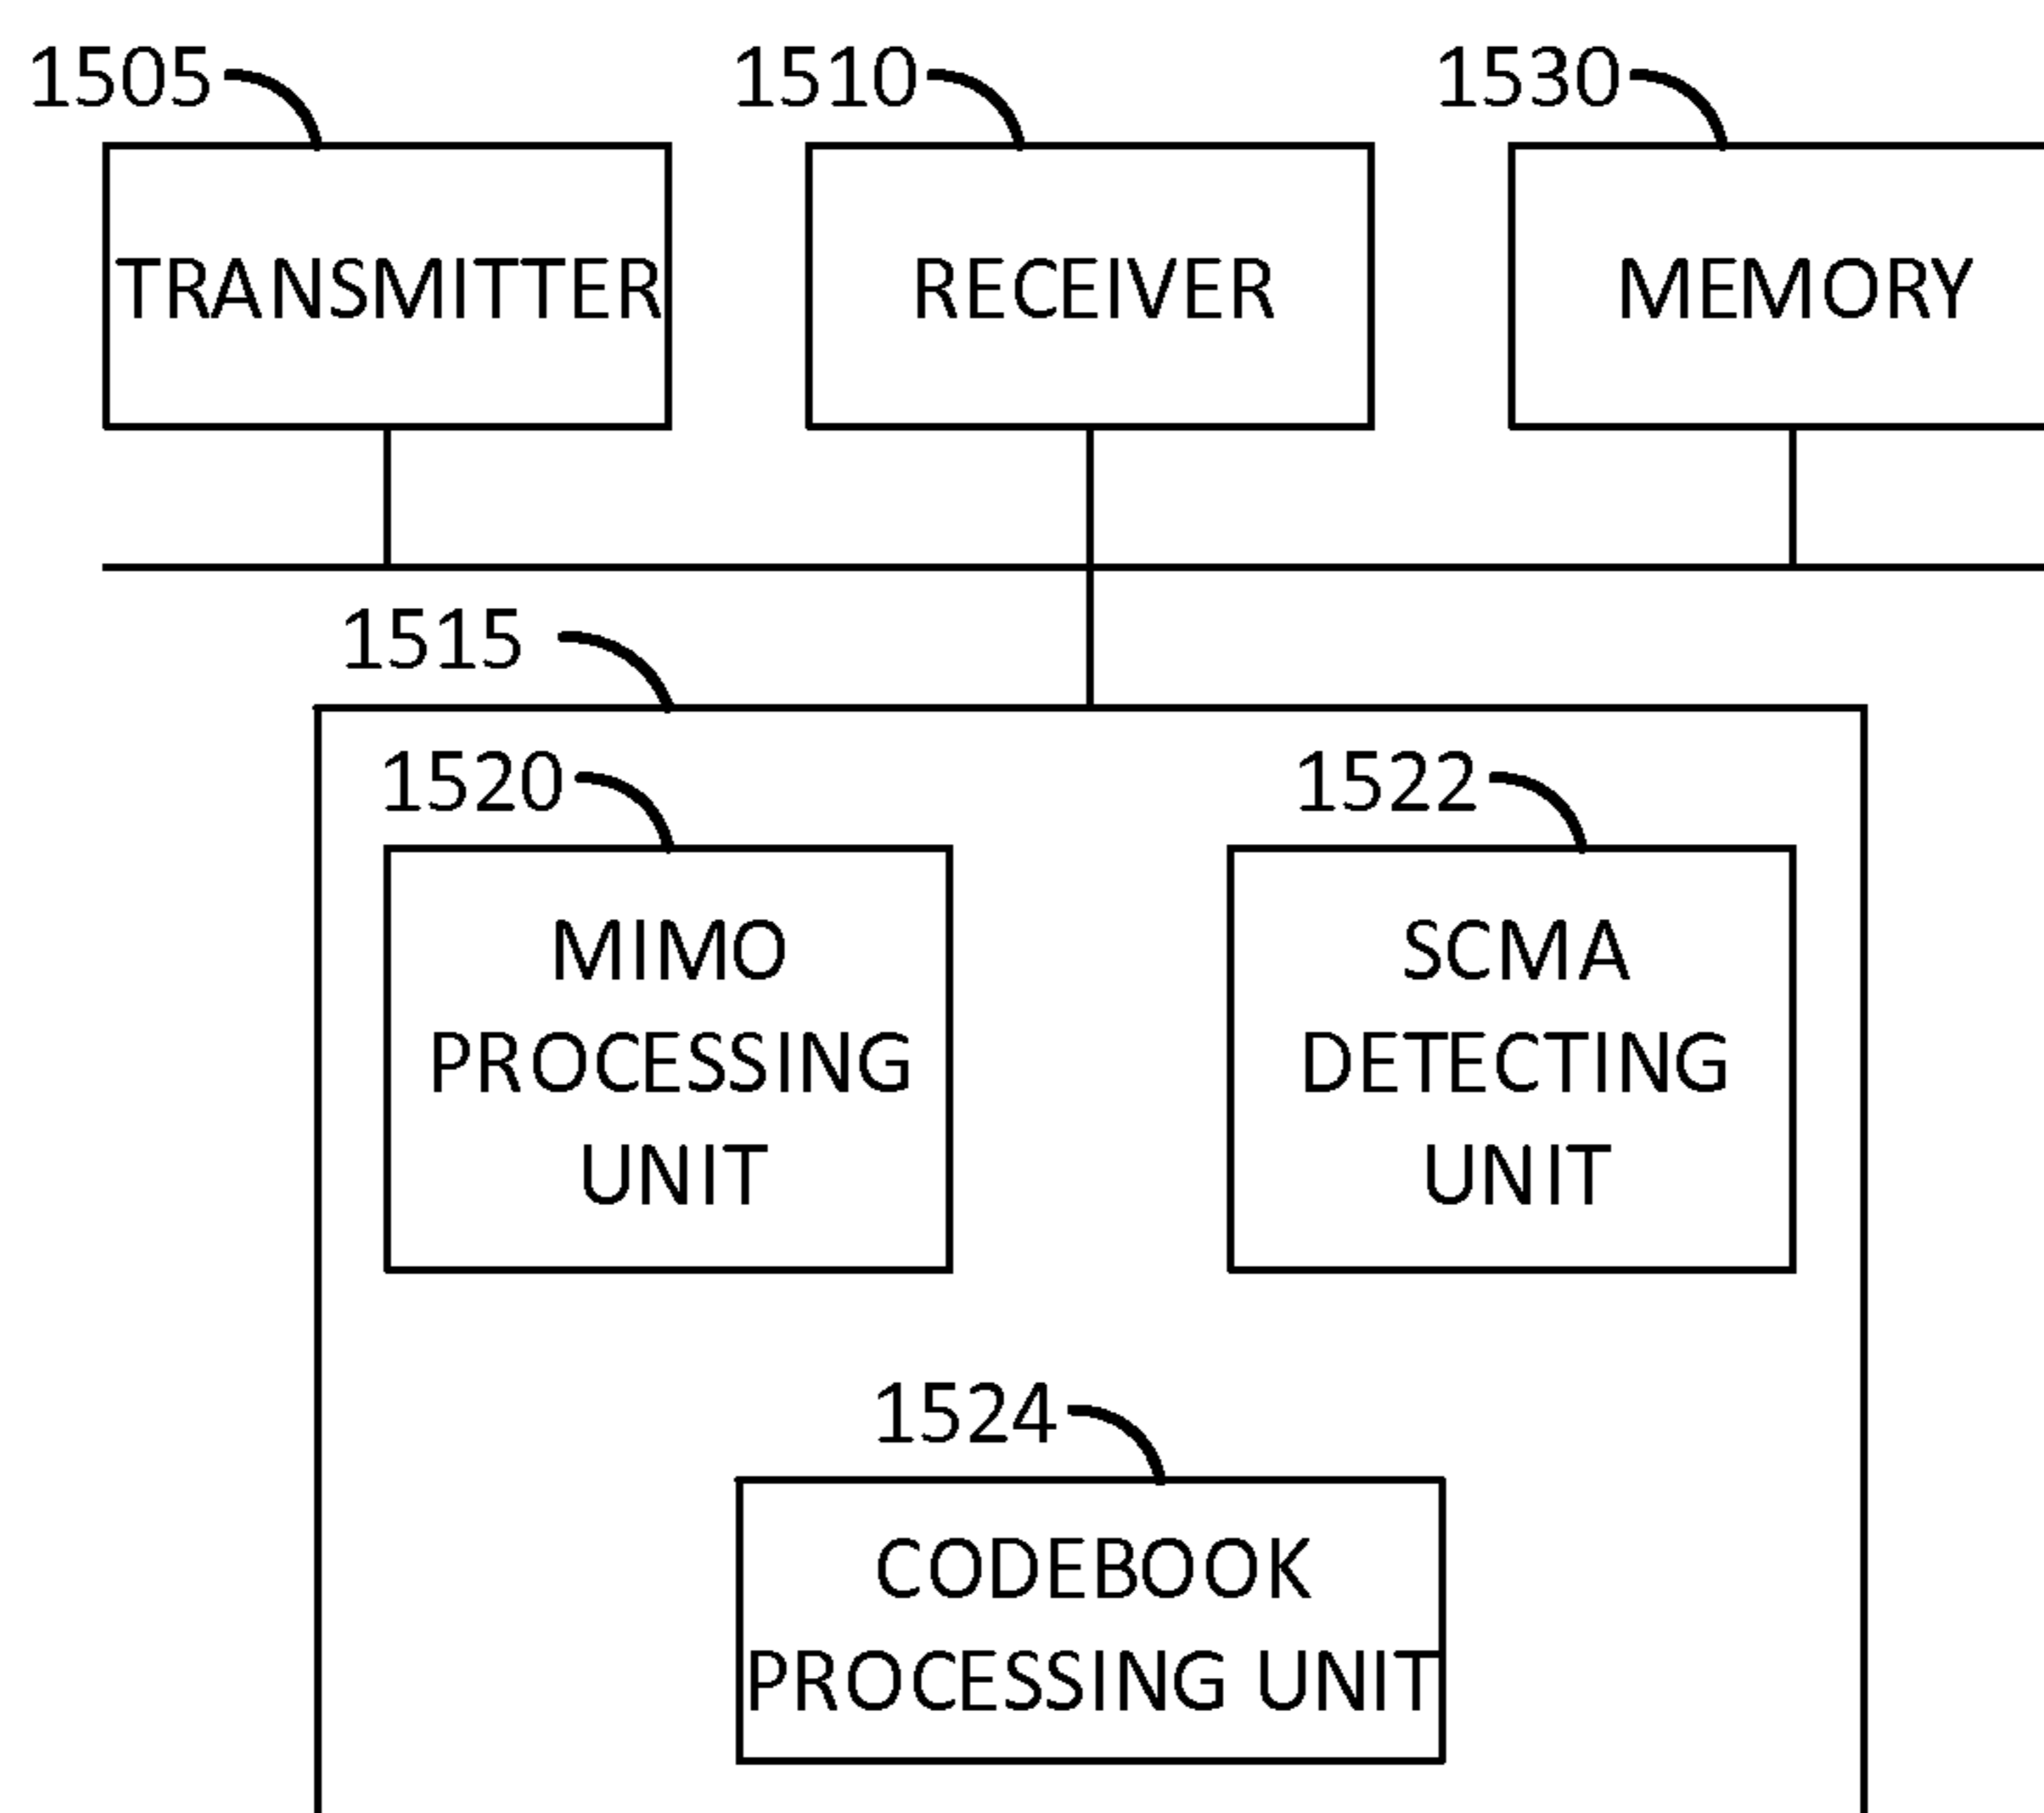 1505
1510
1530
TRANSMITTER
RECEIVER
MEMORY
1515
1520
1522
MIMO
PROCESSING
UNIT
SCMA
DETECTING
UNIT
1524
CODEBOOK
PROCESSING UNIT